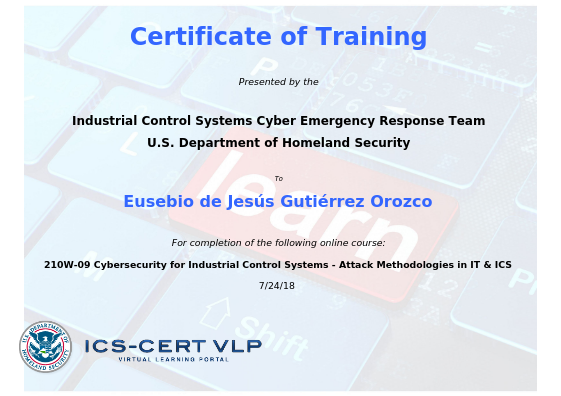 Certificate of Training
Presented by the
Industrial Control Systems Cyber Emergency Response Team
U.S. Department of Homeland Security
To
Eusebio de Jesús Gutiérrez Orozco
For completion of the following online course:
210W-09 Cybersecurity for Industrial Control Systems - Attack Methodologies in IT & ICS
7/24/18
learn
Shift
U.S. DEPARTMENT OF
HOMELAND SECURITY
ICS-CERT VLP
VIRTUAL LEARNING PORTAL